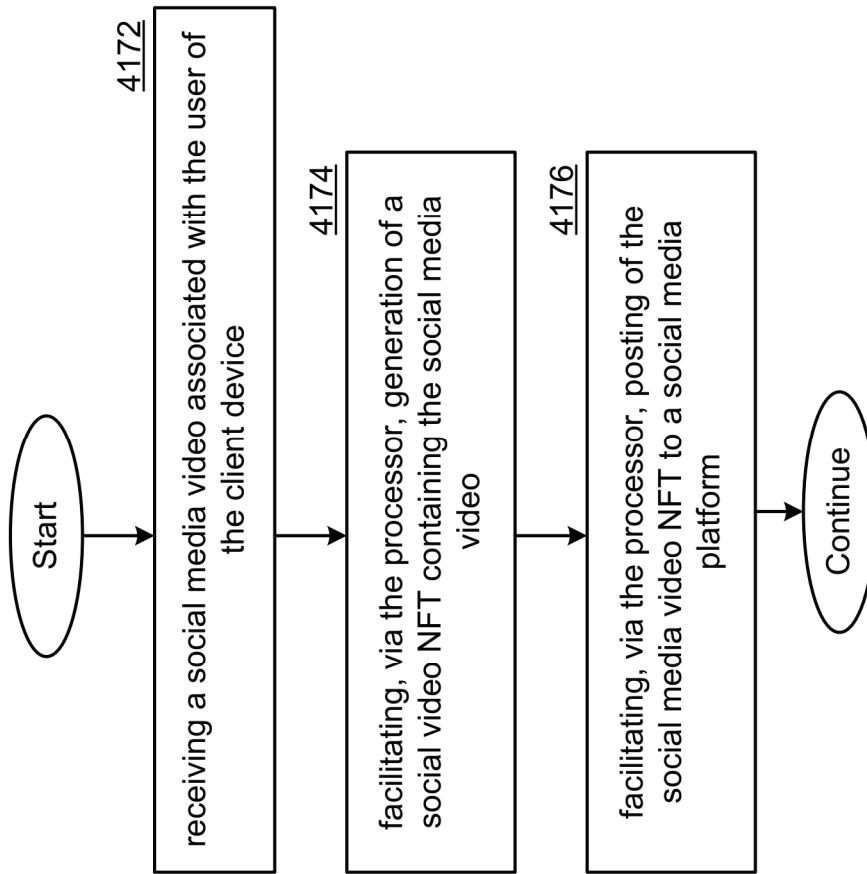 Start
4172
receiving a social media video associated with the user of
the client device
4174
facilitating, via the processor, generation of a
social video NFT containing the social media
video
4176
facilitating, via the processor, posting of the
social media video NFT to a social media
platform
Continue